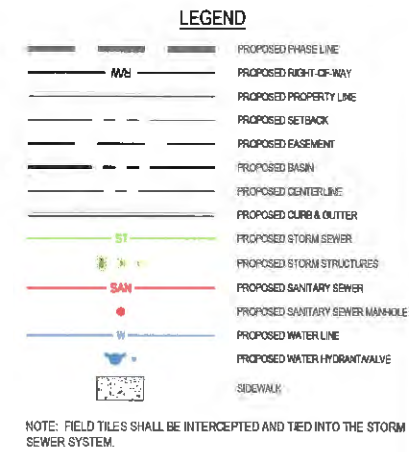 LEGEND
PROPOSED PHASE LINE
R/W PROPOSED RIGHT-OF-WAY
PROPOSED PROPERTY LINE
PROPOSED SETBACK
PROPOSED EASEMENT
PROPOSED BASIN
PROPOSED CENTERLINE
PROPOSED CURB & GUTTER
ST PROPOSED STORM SEWER
PROPOSED STORM STRUCTURES
SAN PROPOSED SANITARY SEWER
PROPOSED SANITARY SEWER MANHOLE
W PROPOSED WATER LINE
PROPOSED WATER HYDRANT/VALVE
SIDEWALK
NOTE: FIELD TILES SHALL BE INTERCEPTED AND TIED INTO THE STORM
SEWER SYSTEM.